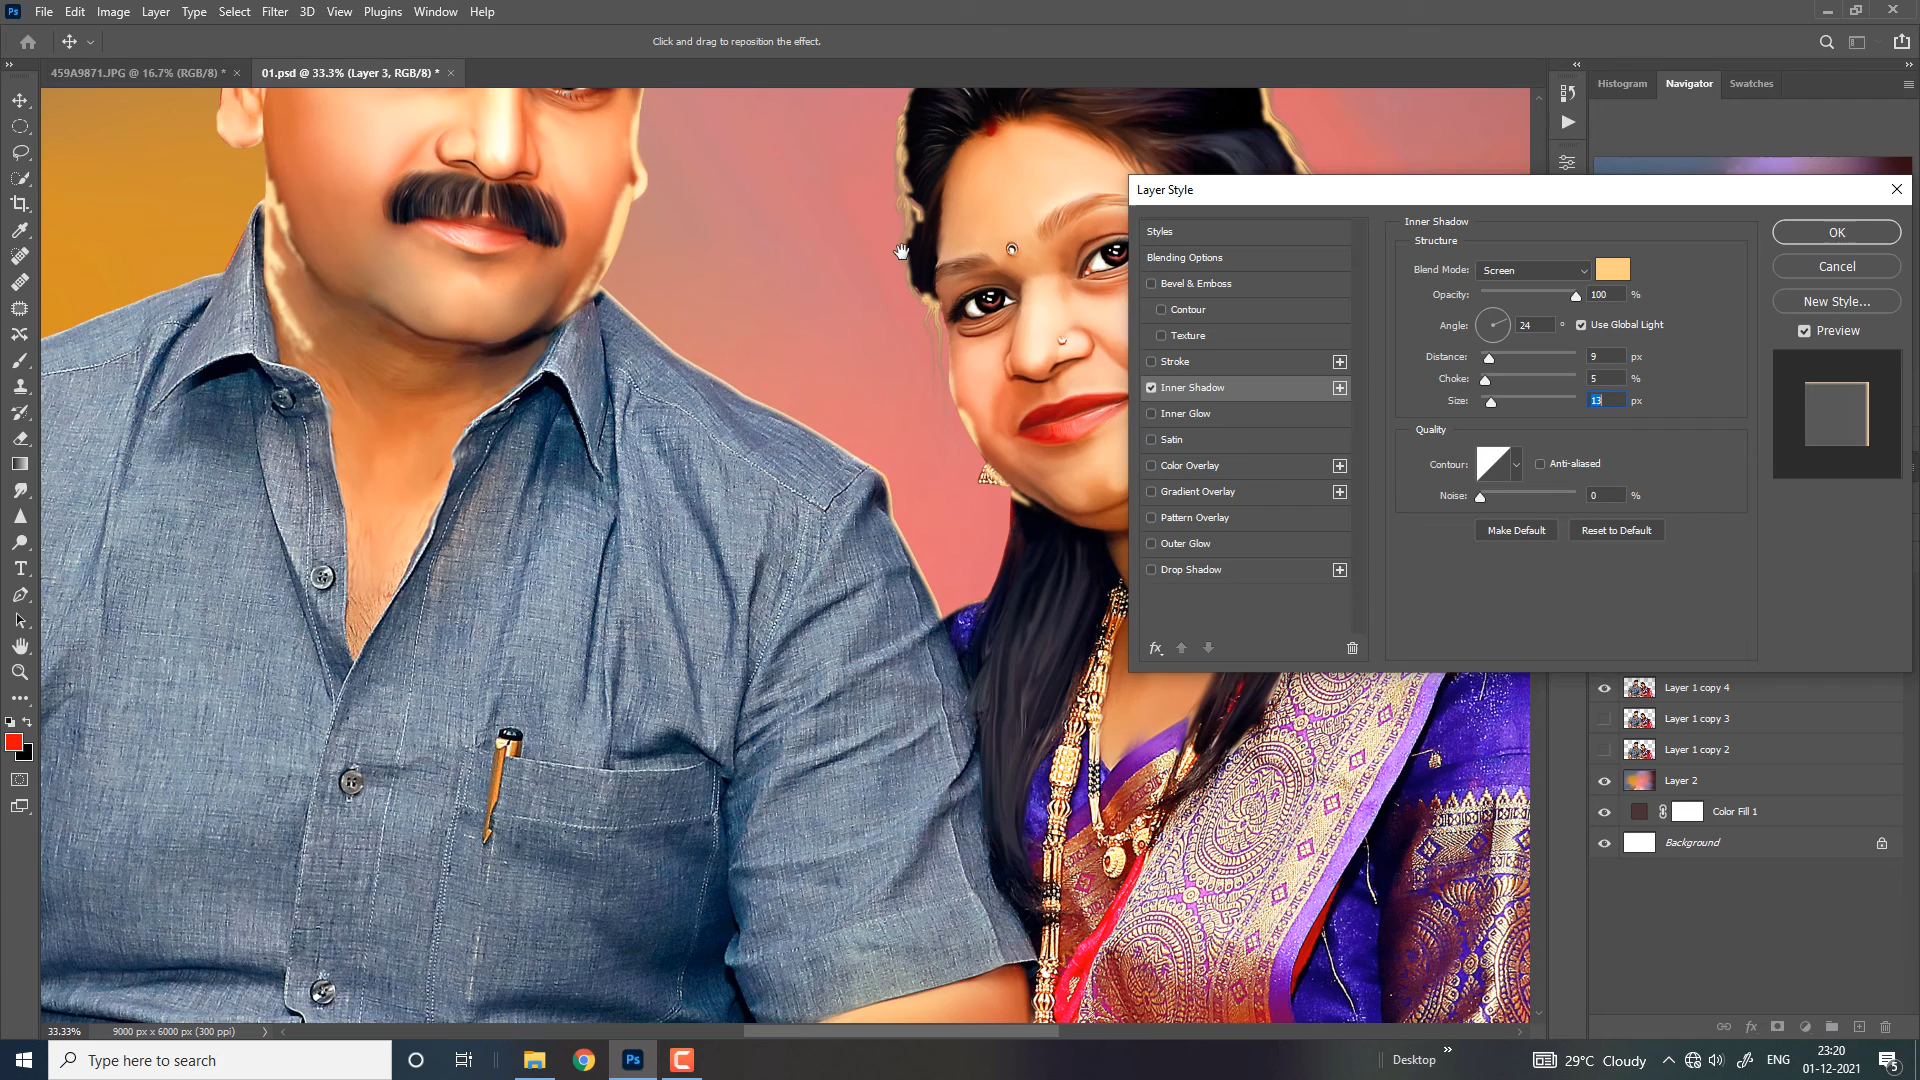 Ps File Edit Image Layer Type Select Filter 3D View Plugins Window Help
Click and drag to reposition the effect.
459A9871.JPG @ 16.7% (RGB/8) * × 01.psd @ 33.3% (Layer 3, RGB/8) * ×
Histogram Navigator Swatches
Layer Style
Styles
Blending Options
Bevel & Emboss
Contour
Texture
Stroke
Inner Shadow
Inner Glow
Satin
Color Overlay
Gradient Overlay
Pattern Overlay
Outer Glow
Drop Shadow
fx
Inner Shadow
Structure
Blend Mode: Screen
Opacity: 100 %
Angle: 24 ° Use Global Light
Distance: 9 px
Choke: 5 %
Size: 13 px
Quality
Contour: Anti-aliased
Noise: 0 %
Make Default Reset to Default
OK
Cancel
New Style...
Preview
Layer 1 copy 4
Layer 1 copy 3
Layer 1 copy 2
Layer 2
Color Fill 1
Background
fx
33.33% 9000 px x 6000 px (300 ppi)
Type here to search
Ps
Desktop
29°C Cloudy
ENG
23:20
01-12-2021
5